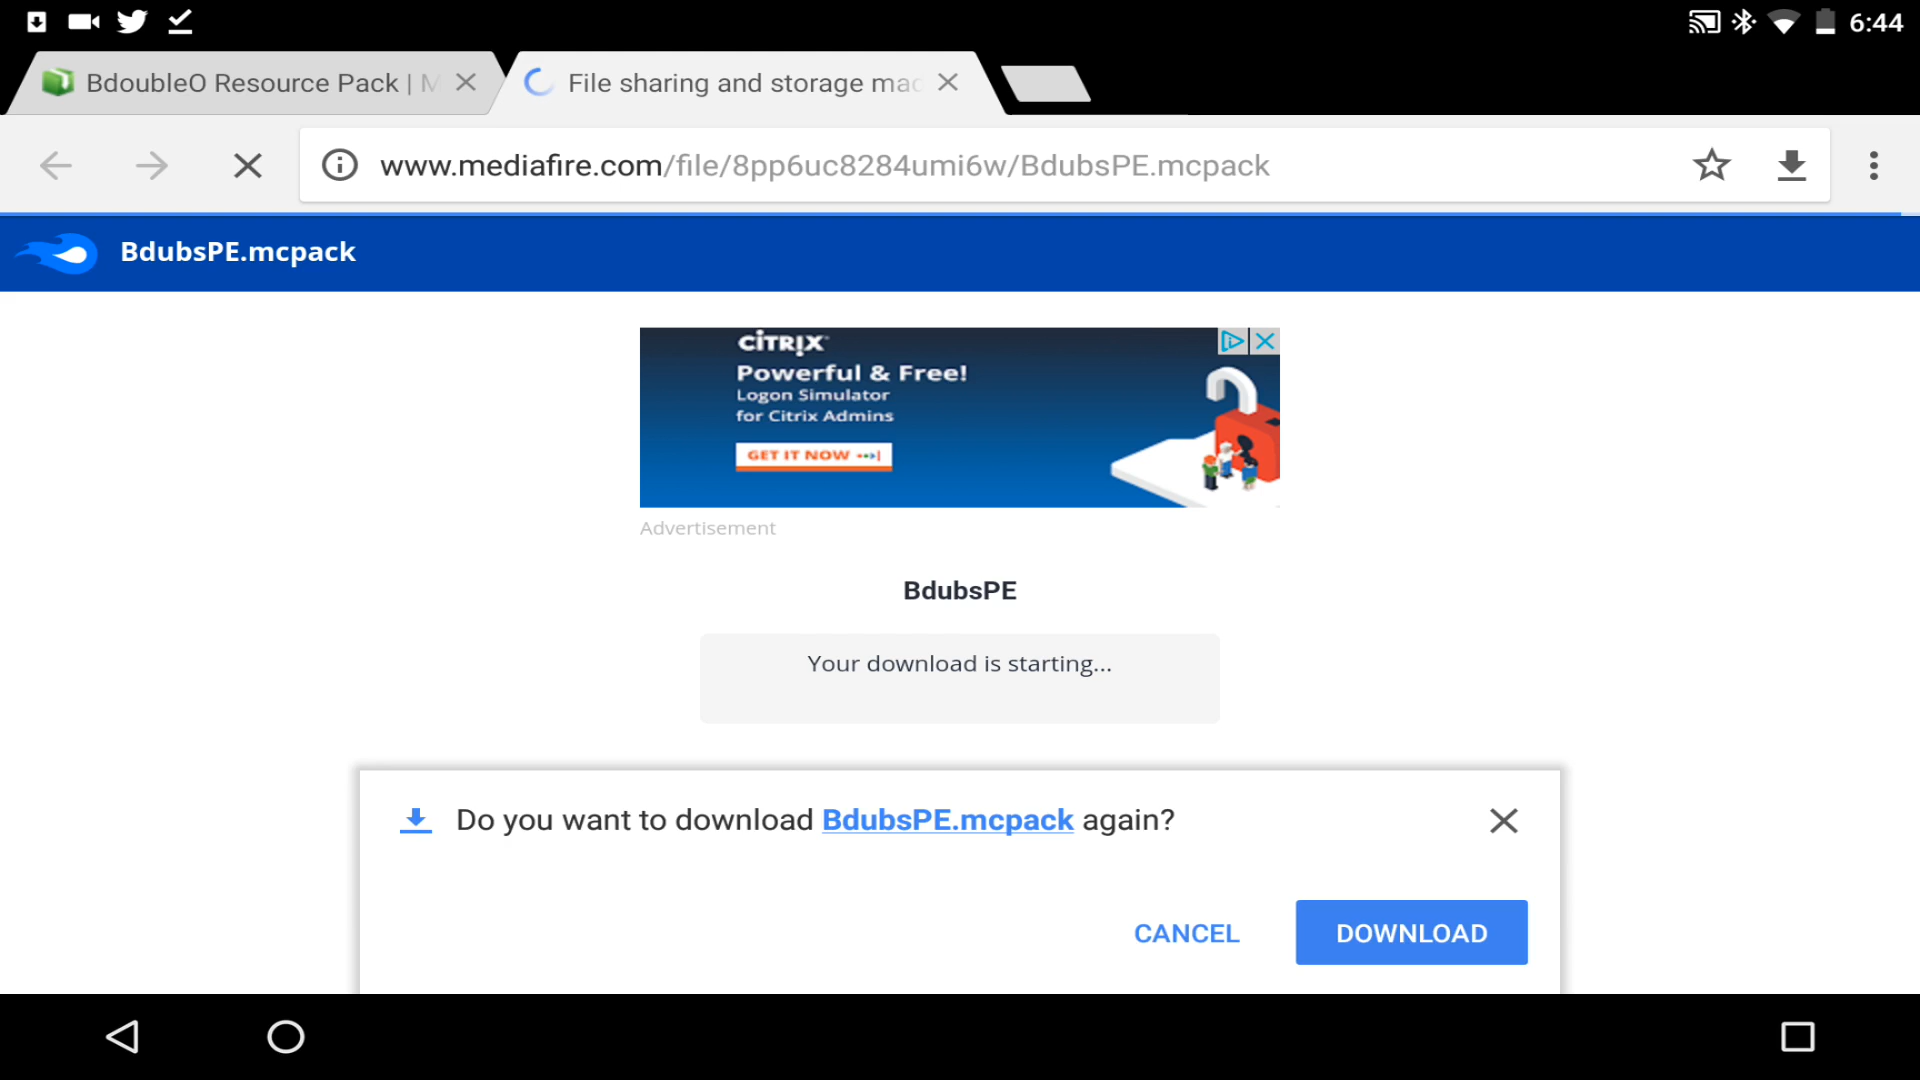 6:44
BdoubleO Resource Pack | M
File sharing and storage mad
www.mediafire.com/file/8pp6uc8284umi6w/BdubsPE.mcpack
BdubsPE.mcpack
CITRIX
Powerful & Free!
Logon Simulator
for Citrix Admins
GET IT NOW
Advertisement
BdubsPE
Your download is starting...
Do you want to download BdubsPE.mcpack again?
CANCEL
DOWNLOAD